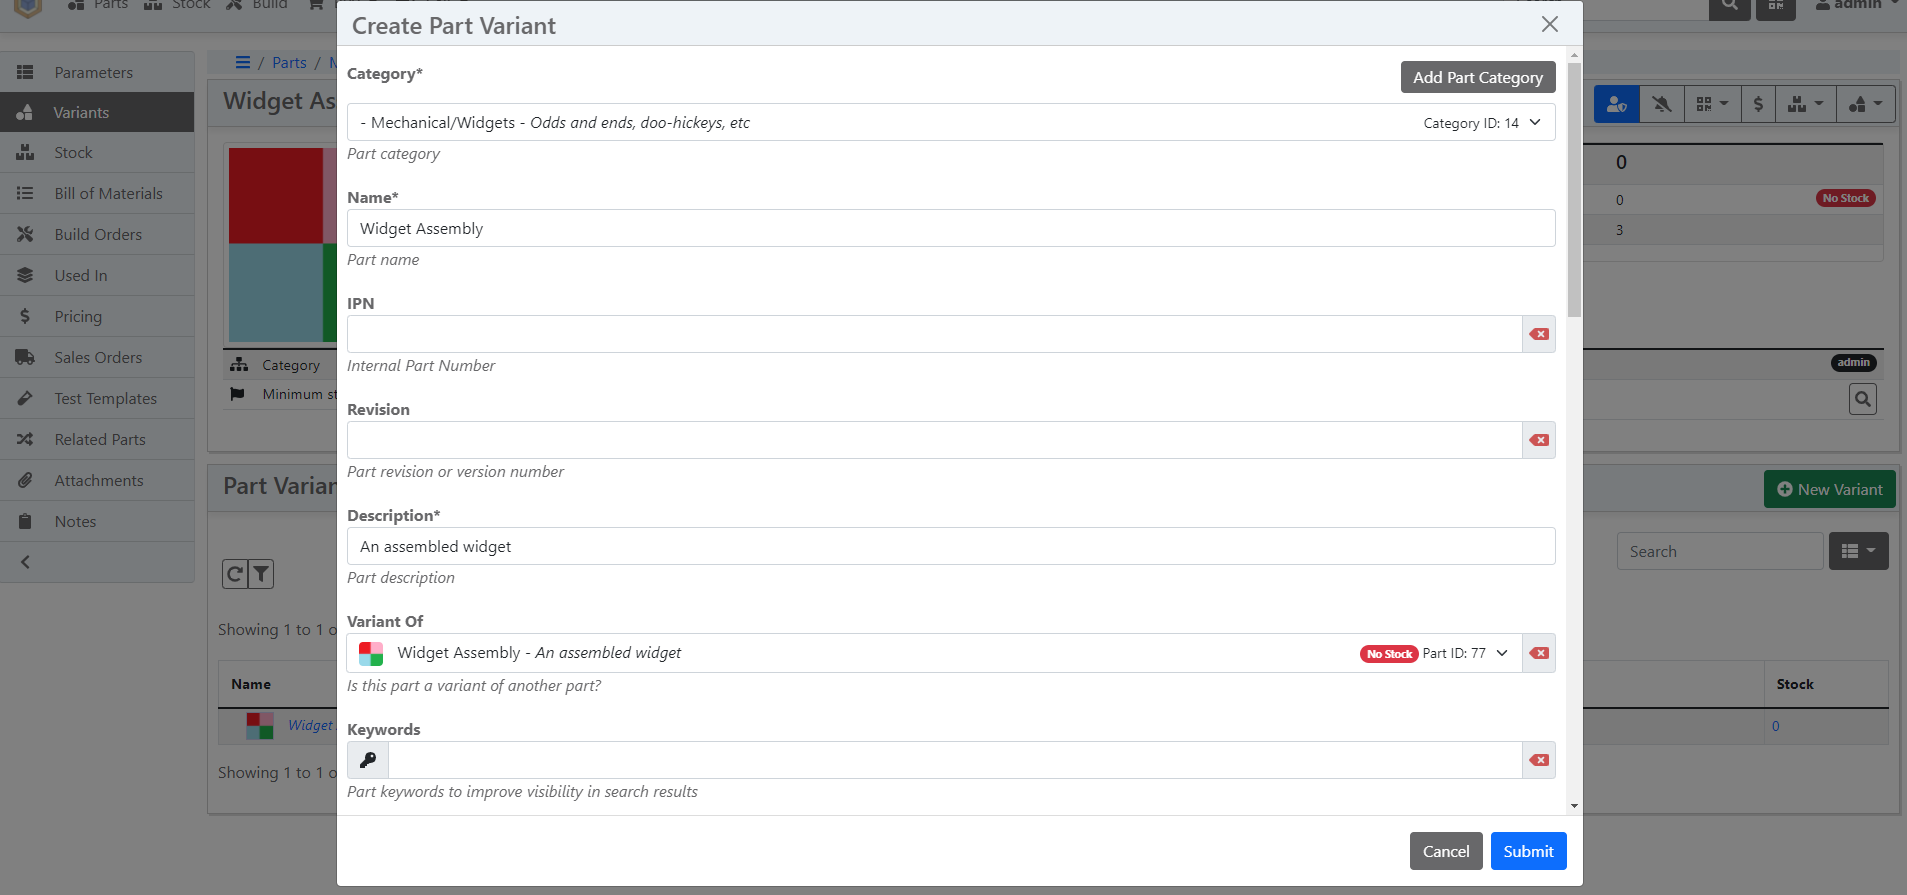 Parts
Stock
Build
admin
Create Part Variant
Parameters
Variants
Stock
Bill of Materials
Build Orders
Used In
Pricing
Sales Orders
Test Templates
Related Parts
Attachments
Notes
/ Parts / M
Widget As
$
0
0 No Stock
3
Category
Minimum st
admin
Part Varian
New Variant
Search
Showing 1 to 1 o
Name
Stock
Widget
0
Showing 1 to 1 o
Category*
Add Part Category
- Mechanical/Widgets - Odds and ends, doo-hickeys, etc Category ID: 14
Part category
Name*
Widget Assembly
Part name
IPN
Internal Part Number
Revision
Part revision or version number
Description*
An assembled widget
Part description
Variant Of
Widget Assembly - An assembled widget No Stock Part ID: 77
Is this part a variant of another part?
Keywords
Part keywords to improve visibility in search results
Cancel
Submit